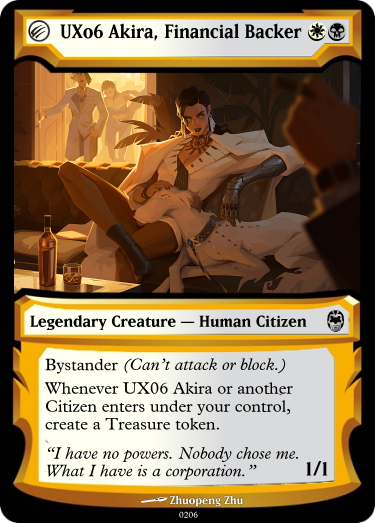 UXo6 Akira, Financial Backer
Legendary Creature — Human Citizen
Bystander (Can't attack or block.)
Whenever UX06 Akira or another
Citizen enters under your control,
create a Treasure token.
"I have no powers. Nobody chose me.
What I have is a corporation."
1/1
Zhuopeng Zhu
0206